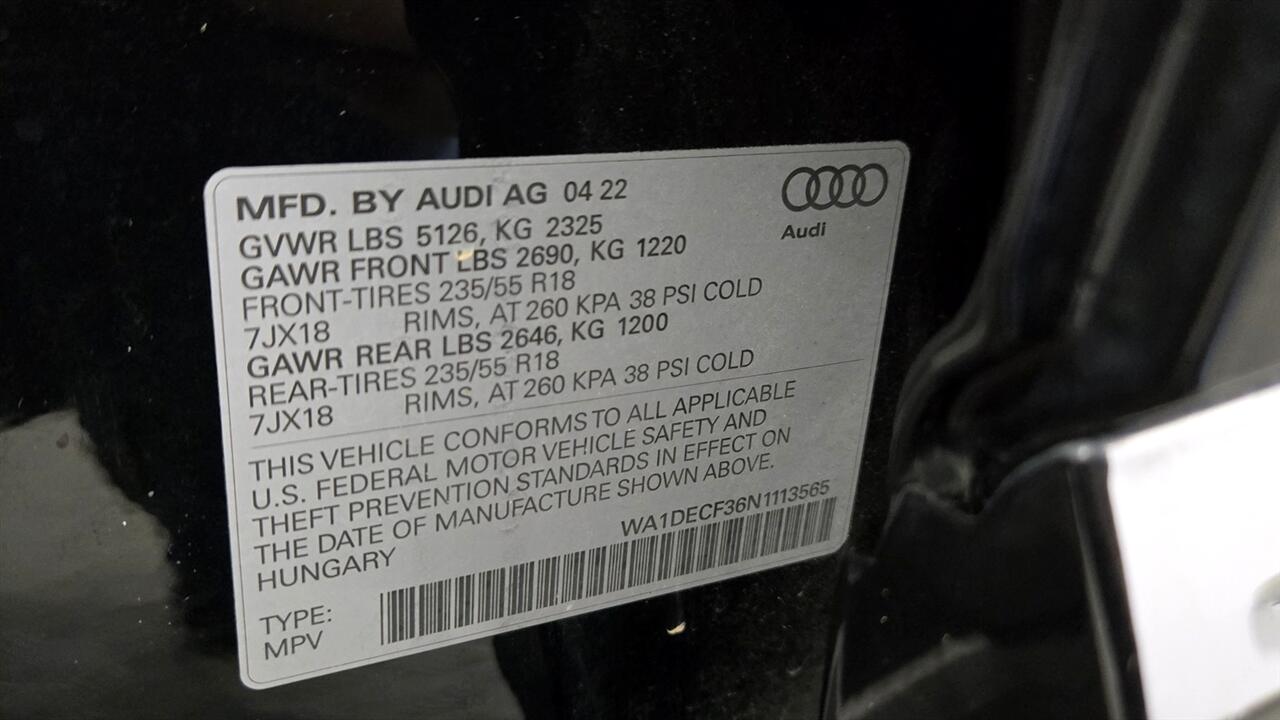 MFD. BY AUDI AG 04 22
Audi
GVWR LBS 5126, KG 2325
GAWR FRONT LBS 2690, KG 1220
FRONT-TIRES 235/55 R18
7JX18 RIMS, AT 260 KPA 38 PSI COLD
GAWR REAR LBS 2646, KG 1200
REAR-TIRES 235/55 R18
7JX18 RIMS, AT 260 KPA 38 PSI COLD
THIS VEHICLE CONFORMS TO ALL APPLICABLE
U.S. FEDERAL MOTOR VEHICLE SAFETY AND
THEFT PREVENTION STANDARDS IN EFFECT ON
THE DATE OF MANUFACTURE SHOWN ABOVE.
HUNGARY
WA1DECF36N1113565
TYPE:
MPV